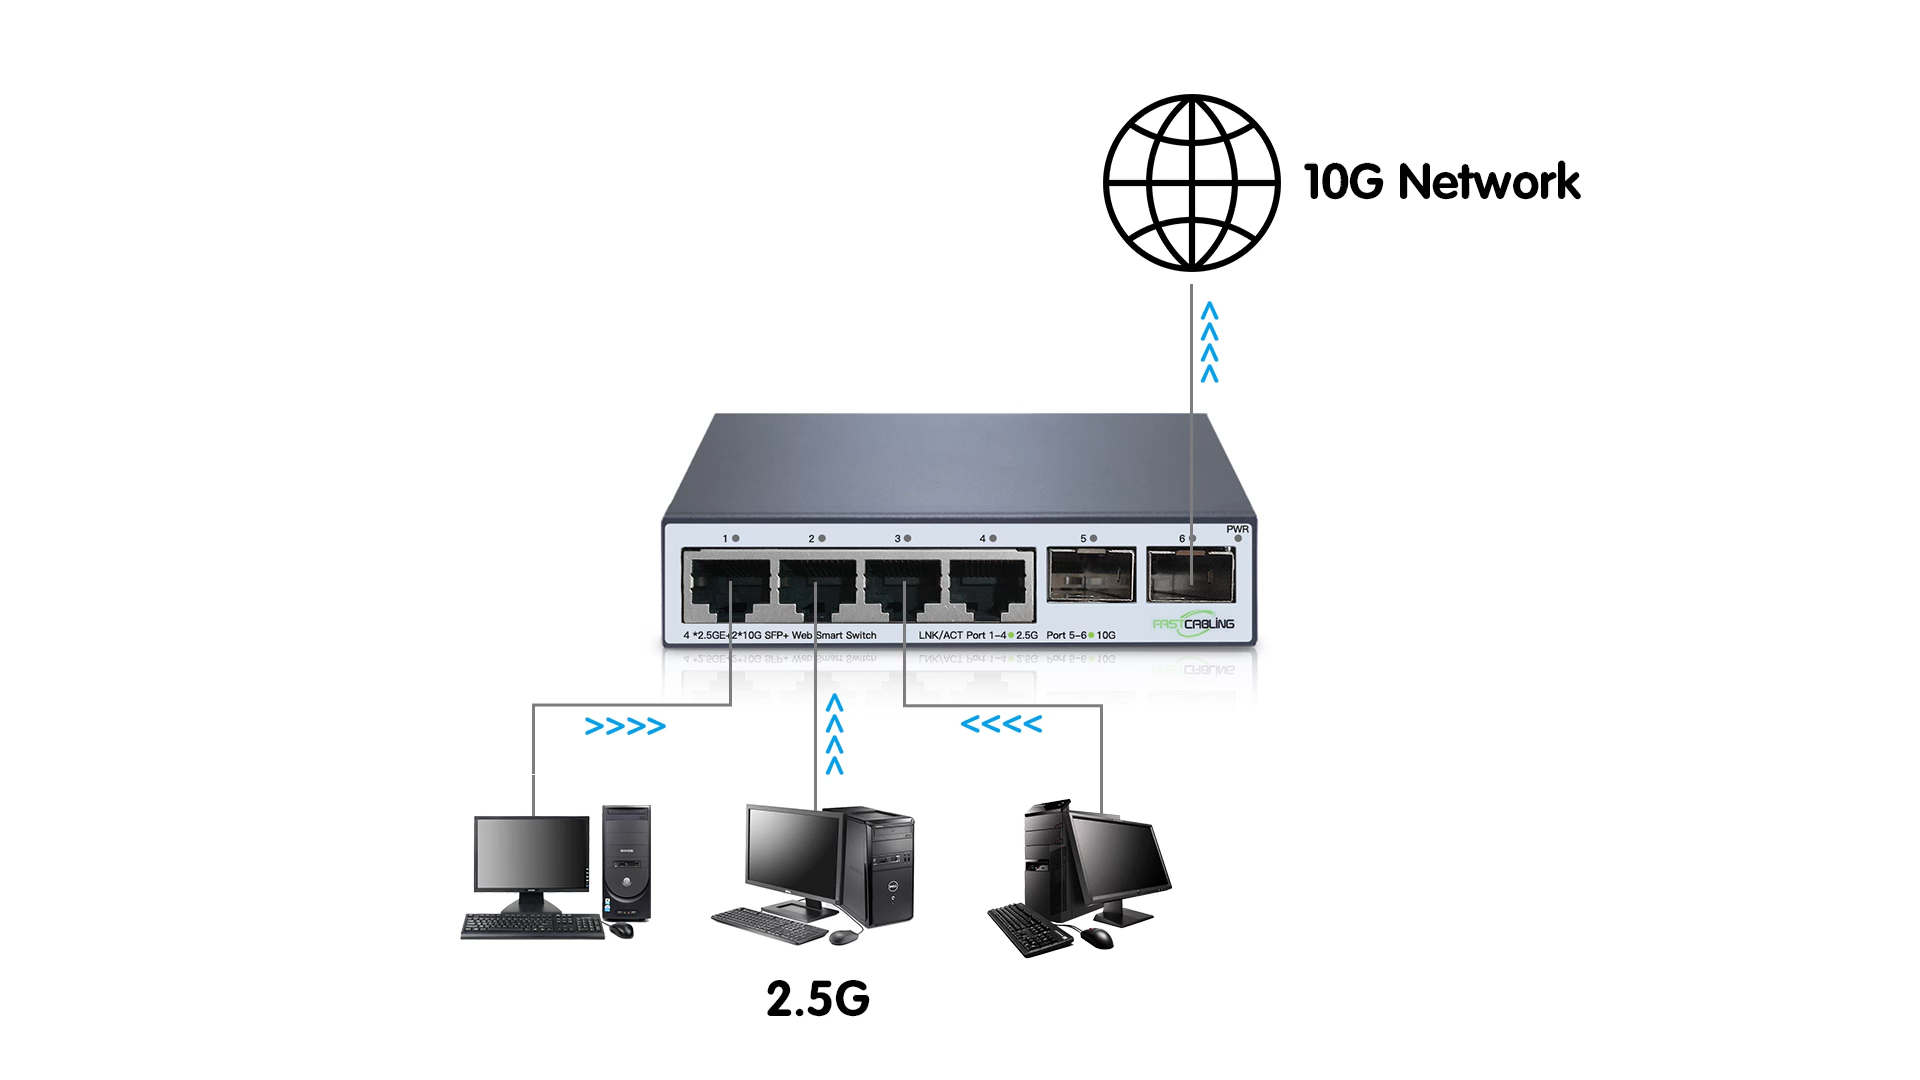 10G Network
PWR
1 2 3 4 5 6
FASTCABLING
4 *2.5GE+2*10G SFP+ Web Smart Switch LNK/ACT Port 1-4 2.5G Port 5-6 10G
2.5G